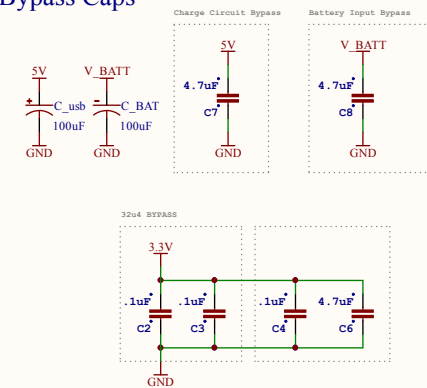 Bypass Caps
Charge Circuit Bypass
Battery Input Bypass
5V
V_BATT
5V
V_BATT
4.7uF
4.7uF
+
C_usb
-
C_BAT
C7
C8
100uF
100uF
GND
GND
GND
GND
32u4 BYPASS
3.3V
.1uF
.1uF
.1uF
4.7uF
C2
C3
C4
C6
GND